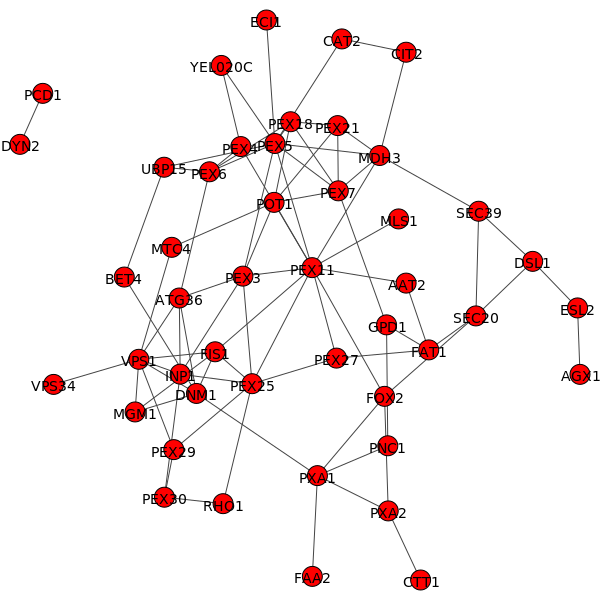 ECI1
CAT2
CIT2
YEL020C
PCD1
PEX18
PEX21
DYN2
PEX4
PEX5
MDH3
UBP15
PEX6
PEX7
POT1
SEC39
MLS1
MTC4
DSL1
BET4
PEX3
PEX11
AAT2
ATG36
ESL2
GPD1
SEC20
VPS1
FIS1
PEX27
FAT1
INP1
AGX1
VPS34
DNM1
PEX25
FOX2
MGM1
PEX29
PNC1
PXA1
PEX30
RHO1
PXA2
FAA2
CTT1